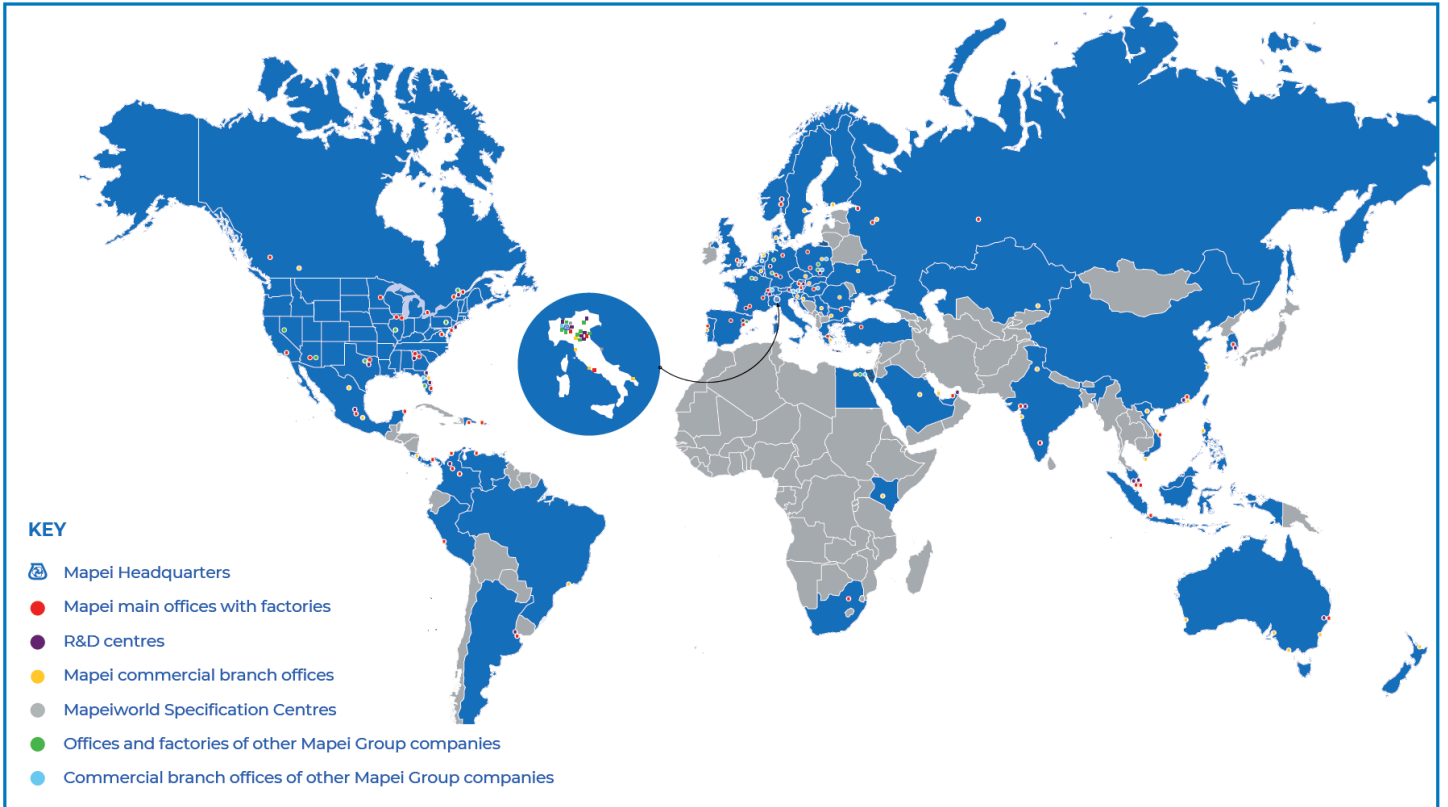 KEY
Mapei Headquarters
Mapei main offices with factories
R&D centres
Mapei commercial branch offices
Mapeiworld Specification Centres
Offices and factories of other Mapei Group companies
Commercial branch offices of other Mapei Group companies